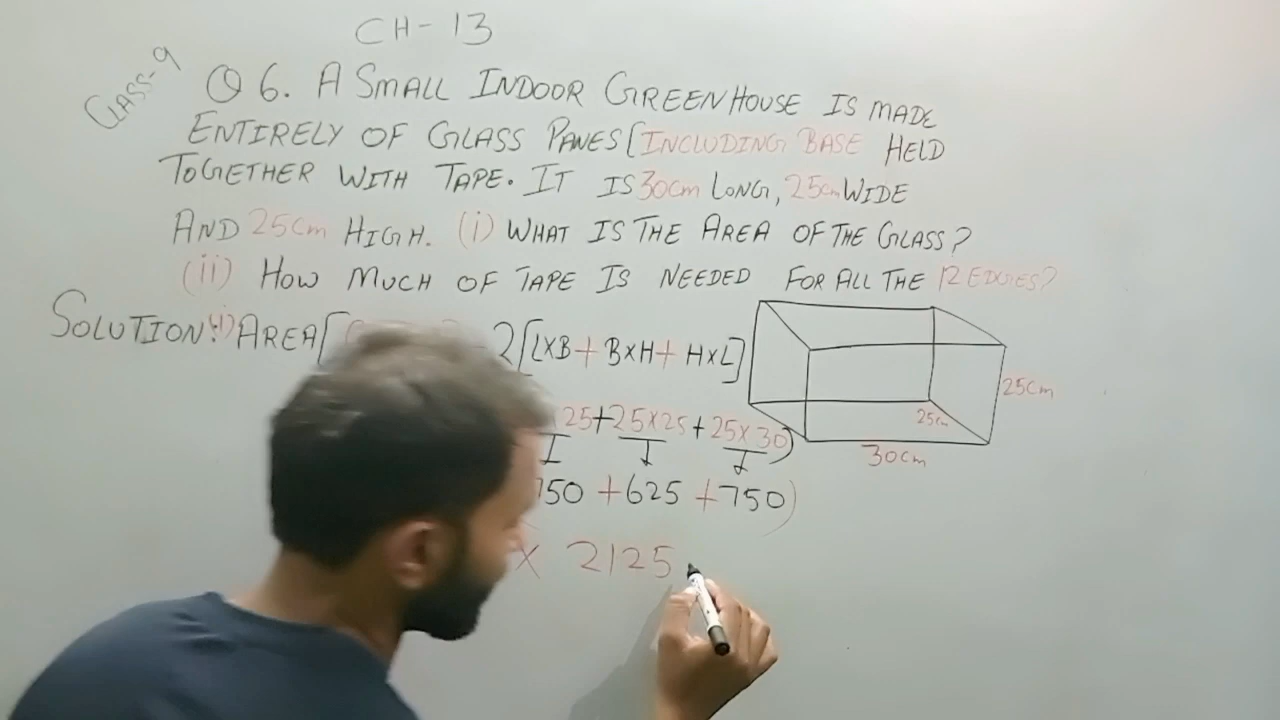 CH-13
CLASS-9
Q 6. A SMALL INDOOR GREENHOUSE IS MADE
ENTIRELY OF GLASS PANES [INCLUDING BASE HELD
TOGETHER WITH TAPE. IT IS 30cm LONG, 25cm WIDE
AND 25cm HIGH. (i) WHAT IS THE AREA OF THE GLASS?
(ii) HOW MUCH OF TAPE IS NEEDED FOR ALL THE 12 EDGES?
SOLUTION: (i) AREA [ 2[L×B + B×H + H×L]
25 + 25×25 + 25×30)
750 + 625 + 750)
× 2125
25cm
25cm
30cm